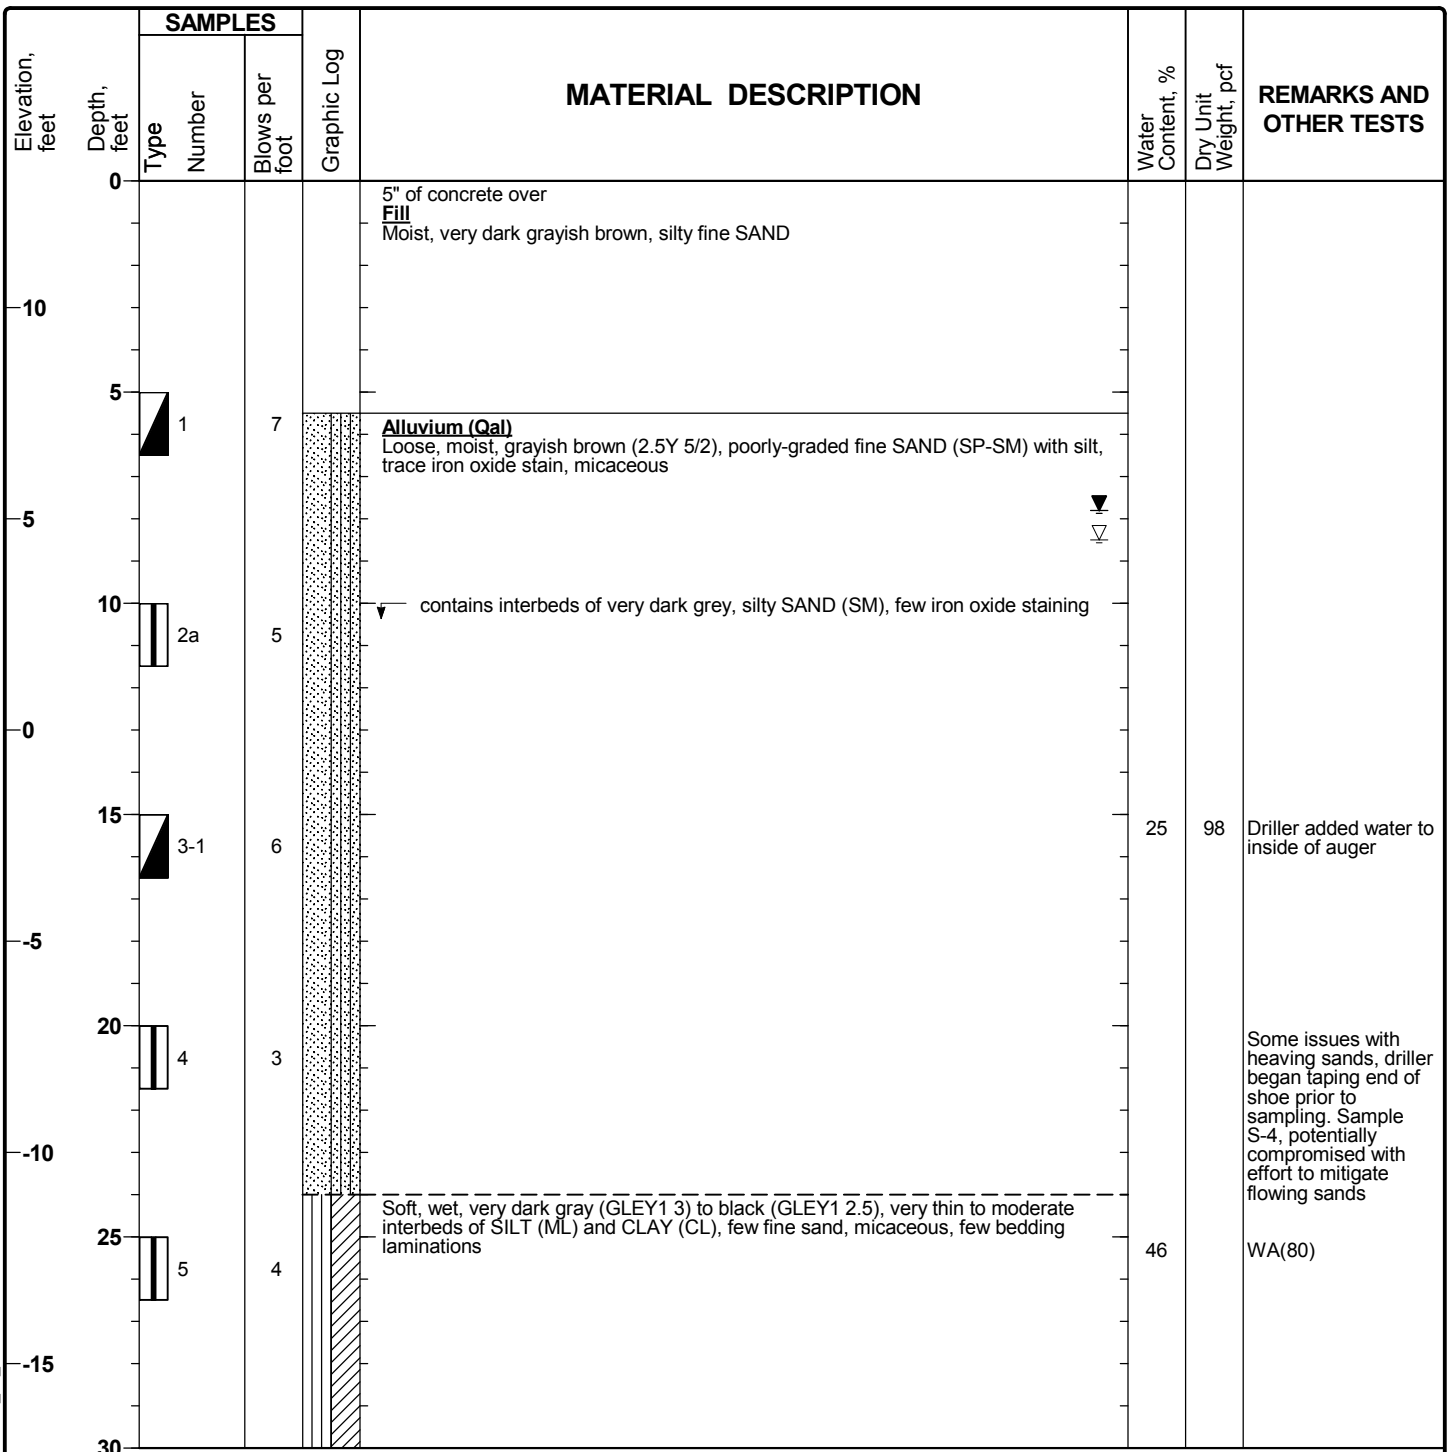 SAMPLES
Elevation,
feet
Depth,
feet
Type
Number
Blows per
foot
Graphic Log
MATERIAL DESCRIPTION
Water
Content, %
Dry Unit
Weight, pcf
REMARKS AND
OTHER TESTS
0
5" of concrete over
Fill
Moist, very dark grayish brown, silty fine SAND
10
5
1
7
Alluvium (Qal)
Loose, moist, grayish brown (2.5Y 5/2), poorly-graded fine SAND (SP-SM) with silt,
trace iron oxide stain, micaceous
5
10
contains interbeds of very dark grey, silty SAND (SM), few iron oxide staining
2a
5
0
15
3-1
6
25
98
Driller added water to
inside of auger
-5
20
4
3
Some issues with
heaving sands, driller
began taping end of
shoe prior to
sampling. Sample
S-4, potentially
compromised with
effort to mitigate
flowing sands
-10
Soft, wet, very dark gray (GLEY1 3) to black (GLEY1 2.5), very thin to moderate
interbeds of SILT (ML) and CLAY (CL), few fine sand, micaceous, few bedding
laminations
25
5
4
46
WA(80)
-15
30